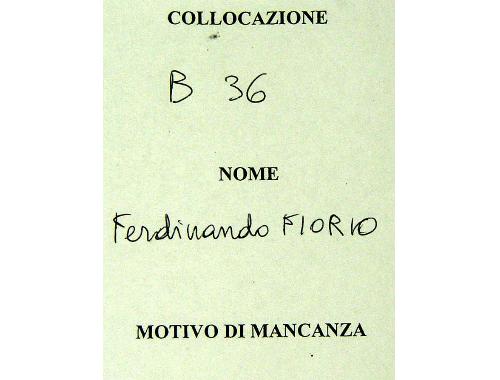 COLLOCAZIONE
B 36
NOME
Ferdinando FIORIO
MOTIVO DI MANCANZA